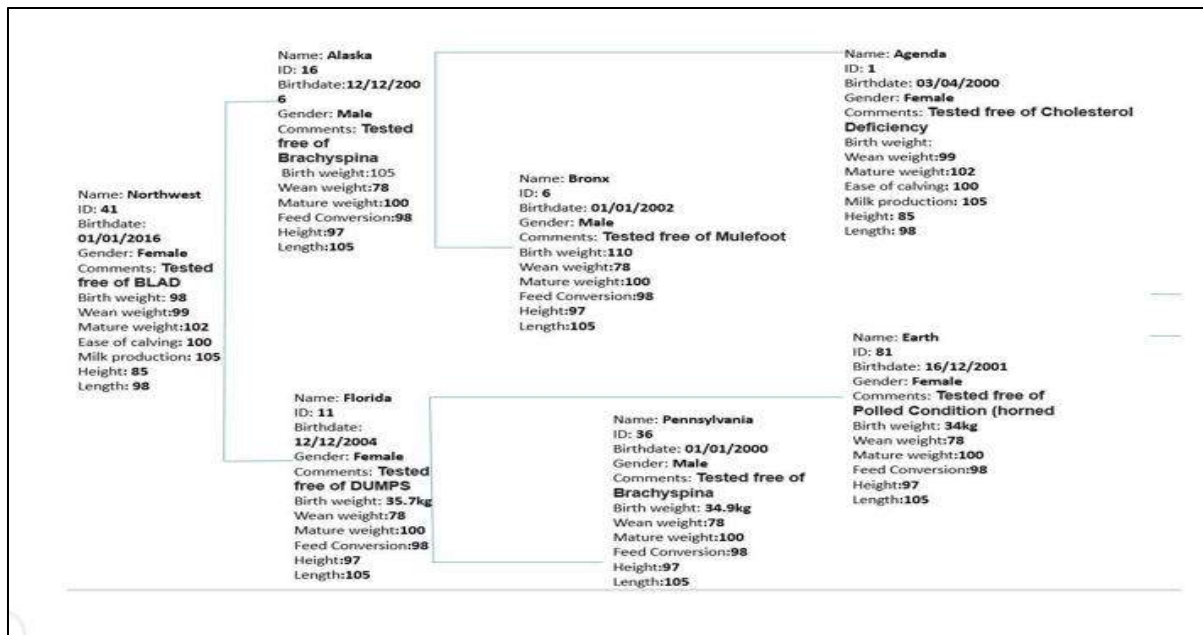 Name: Northwest
ID: 41
Birthdate:
01/01/2016
Gender: Female
Comments: Tested
free of BLAD
Birth weight: 98
Wean weight:99
Mature weight:102
Ease of calving: 100
Milk production: 105
Height: 85
Length: 98
Name: Alaska
ID: 16
Birthdate:12/12/200
6
Gender: Male
Comments: Tested
free of
Brachyspina
Birth weight:105
Wean weight:78
Mature weight:100
Feed Conversion:98
Height:97
Length:105
Name: Florida
ID: 11
Birthdate:
12/12/2004
Gender: Female
Comments: Tested
free of DUMPS
Birth weight: 35.7kg
Wean weight:78
Mature weight:100
Feed Conversion:98
Height:97
Length:105
Name: Bronx
ID: 6
Birthdate: 01/01/2002
Gender: Male
Comments: Tested free of Mulefoot
Birth weight:110
Wean weight:78
Mature weight:100
Feed Conversion:98
Height:97
Length:105
Name: Pennsylvania
ID: 36
Birthdate: 01/01/2000
Gender: Male
Comments: Tested free of
Brachyspina
Birth weight: 34.9kg
Wean weight:78
Mature weight:100
Feed Conversion:98
Height:97
Length:105
Name: Agenda
ID: 1
Birthdate: 03/04/2000
Gender: Female
Comments: Tested free of Cholesterol
Deficiency
Birth weight:
Wean weight:99
Mature weight:102
Ease of calving: 100
Milk production: 105
Height: 85
Length: 98
Name: Earth
ID: 81
Birthdate: 16/12/2001
Gender: Female
Comments: Tested free of
Polled Condition (horned
Birth weight: 34kg
Wean weight:78
Mature weight:100
Feed Conversion:98
Height:97
Length:105